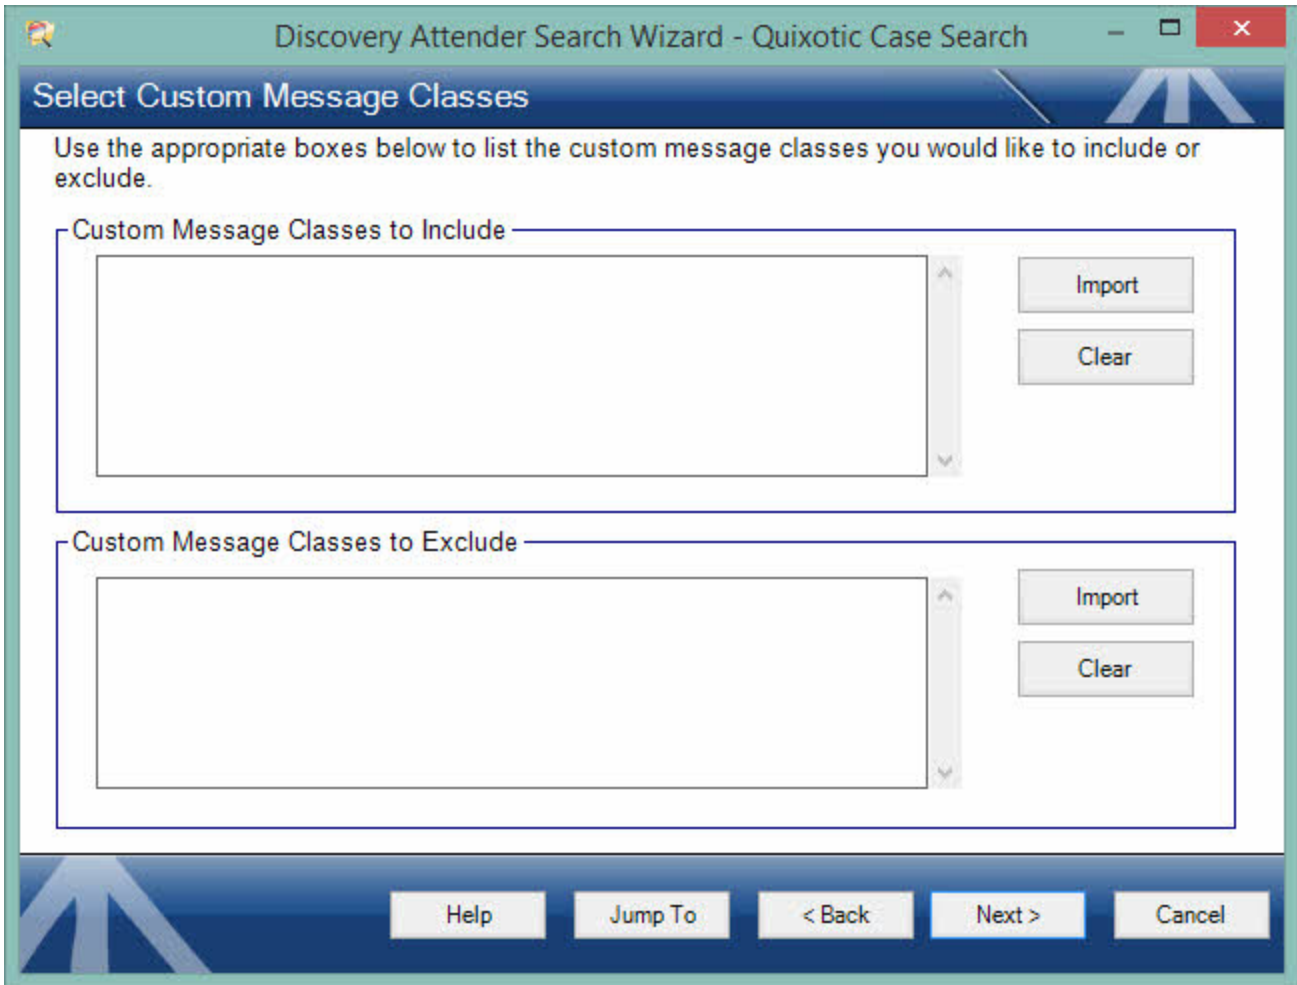 Discovery Attender Search Wizard - Quixotic Case Search
Select Custom Message Classes
Use the appropriate boxes below to list the custom message classes you would like to include or
exclude.
Custom Message Classes to Include
Import
Clear
Custom Message Classes to Exclude
Import
Clear
Help
Jump To
< Back
Next >
Cancel